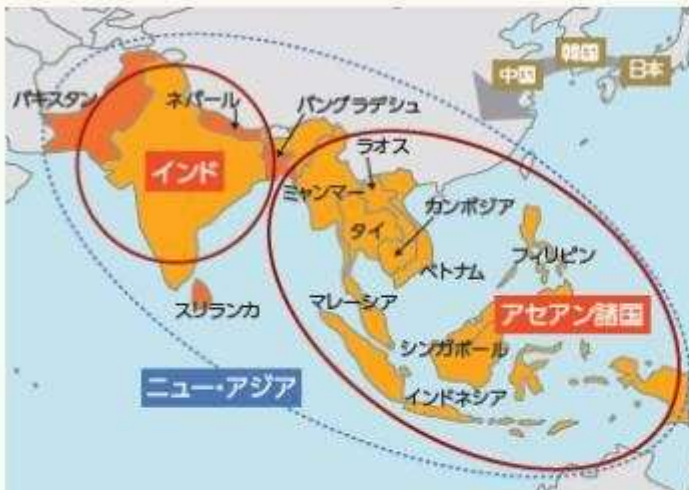 韓国
中国
日本
パキスタン
ネパール
バングラデシュ
ラオス
インド
ミャンマー
カンボジア
タイ
フィリピン
ベトナム
スリランカ
マレーシア
アセアン諸国
シンガポール
ニュー・アジア
インドネシア